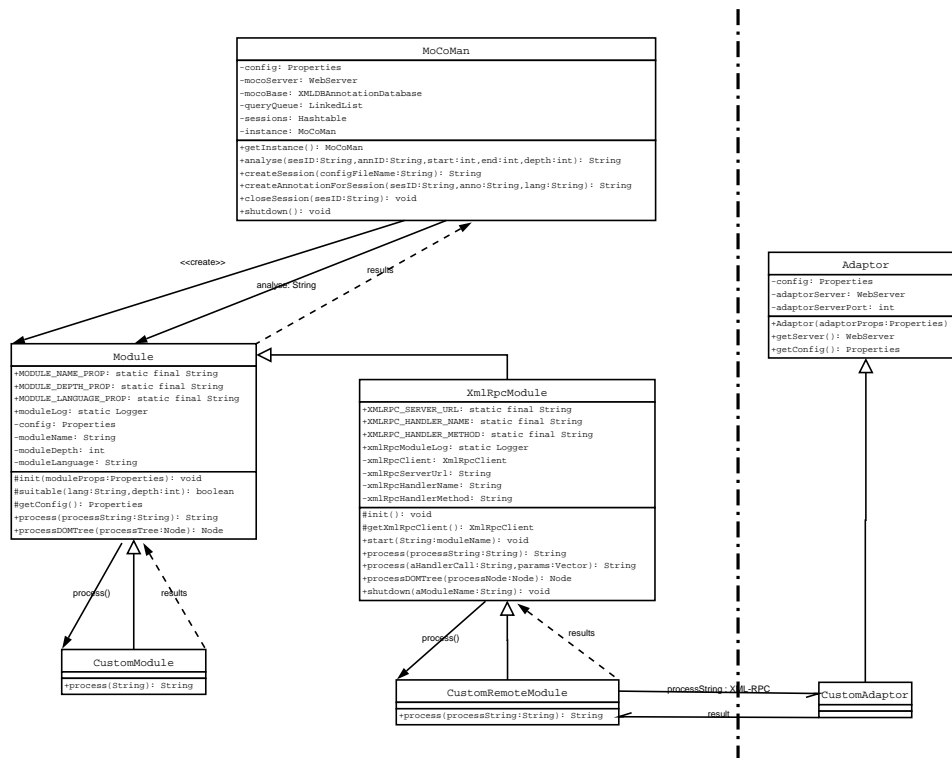 MoCoMan
-config: Properties
-mocoServer: WebServer
-mocoBase: XMLDBAnnotationDatabase
-queryQueue: LinkedList
-sessions: Hashtable
-instance: MoCoMan
+getInstance(): MoCoMan
+analyse(sesID:String,annID:String,start:int,end:int,depth:int): String
+createSession(configFileName:String): String
+createAnnotationForSession(sesID:String,anno:String,lang:String): String
+closeSession(sesID:String): void
+shutdown(): void
<<create>>
analyse: String
results
Adaptor
-config: Properties
-adaptorServer: WebServer
-adaptorServerPort: int
+Adaptor(adaptorProps:Properties)
+getServer(): WebServer
+getConfig(): Properties
Module
+MODULE_NAME_PROP: static final String
+MODULE_DEPTH_PROP: static final String
+MODULE_LANGUAGE_PROP: static final String
+moduleLog: static Logger
-config: Properties
-moduleName: String
-moduleDepth: int
-moduleLanguage: String
#init(moduleProps:Properties): void
#suitable(lang:String,depth:int): boolean
#getConfig(): Properties
+process(processString:String): String
+processDOMTree(processTree:Node): Node
XmlRpcModule
+XMLRPC_SERVER_URL: static final String
+XMLRPC_HANDLER_NAME: static final String
+XMLRPC_HANDLER_METHOD: static final String
+xmlRpcModuleLog: static Logger
-xmlRpcClient: XmlRpcClient
-xmlRpcServerUrl: String
-xmlRpcHandlerName: String
-xmlRpcHandlerMethod: String
#init(): void
#getXmlRpcClient(): XmlRpcClient
+start(String:moduleName): void
+process(processString:String): String
+process(aHandlerCall:String,params:Vector): String
+processDOMTree(processNode:Node): Node
+shutdown(aModuleName:String): void
process()
results
CustomModule
+process(String): String
process()
results
CustomRemoteModule
+process(processString:String): String
processString : XML-RPC
result
CustomAdaptor